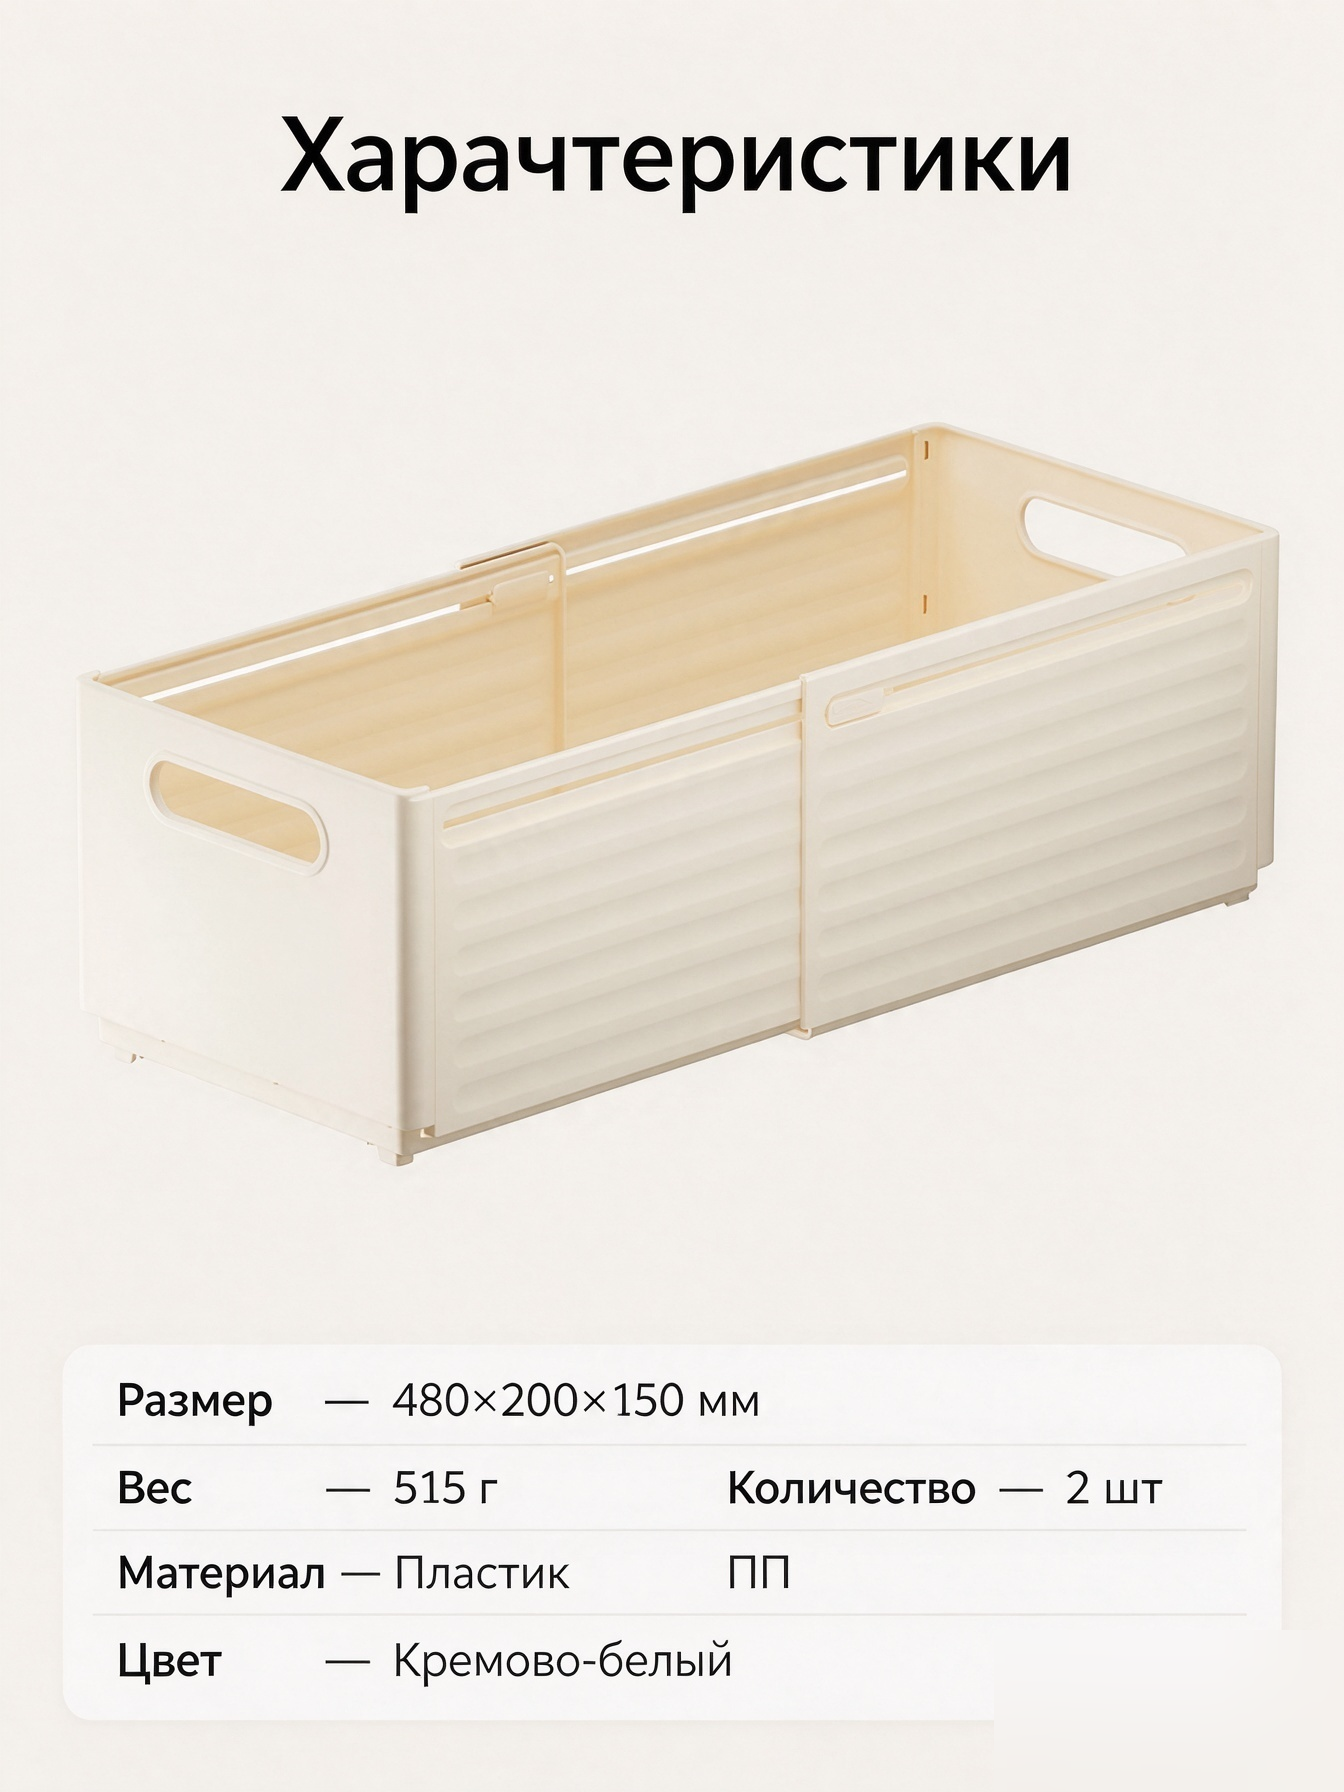 Харачтеристики
Размер — 480×200×150 мм
Вес — 515 г Количество — 2 шт
Материал — Пластик ПП
Цвет — Кремово-белый